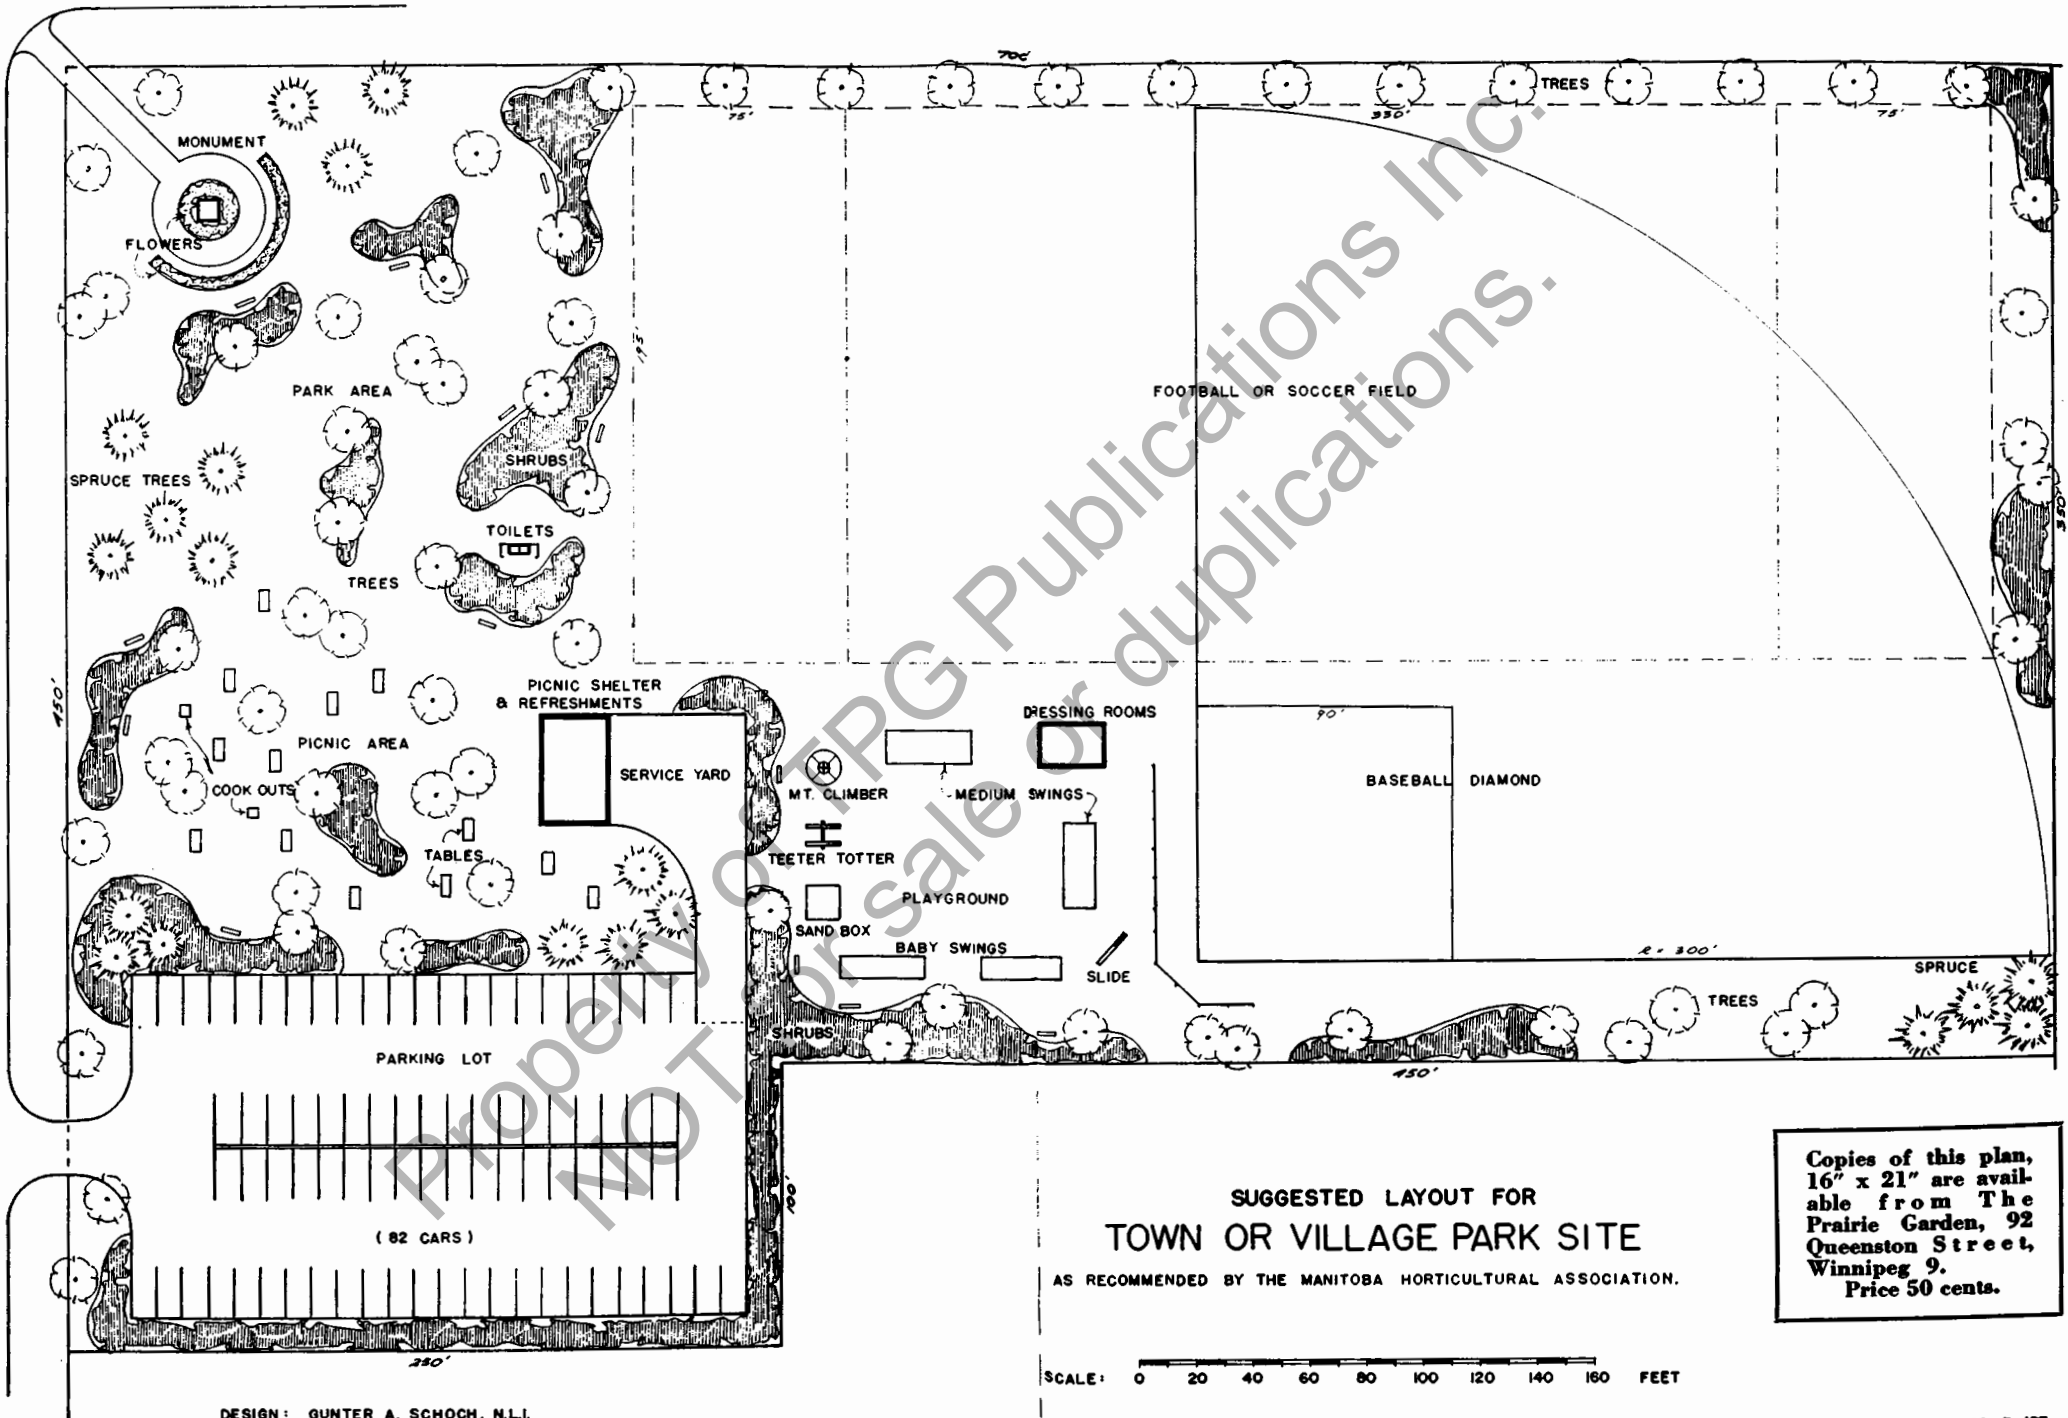 700'
TREES
75'
330'
75'
MONUMENT
FLOWERS
195'
PARK AREA
FOOTBALL OR SOCCER FIELD
SHRUBS
SPRUCE TREES
TOILETS
350'
TREES
450'
PICNIC SHELTER
& REFRESHMENTS
DRESSING ROOMS
90'
PICNIC AREA
SERVICE YARD
BASEBALL DIAMOND
COOK OUTS
MT. CLIMBER
MEDIUM SWINGS
TABLES
TEETER TOTTER
PLAYGROUND
SAND BOX
BABY SWINGS
SLIDE
R = 300'
SPRUCE
TREES
SHRUBS
PARKING LOT
450'
100'
(82 CARS)
250'
SUGGESTED LAYOUT FOR
TOWN OR VILLAGE PARK SITE
AS RECOMMENDED BY THE MANITOBA HORTICULTURAL ASSOCIATION.
Copies of this plan,
16" x 21" are avail-
able from The
Prairie Garden, 92
Queenston Street,
Winnipeg 9.
Price 50 cents.
SCALE: 0 20 40 60 80 100 120 140 160 FEET
DESIGN: GUNTER A. SCHOCH, N.L.I.
Property of TPG Publications Inc.
NOT for sale or duplications.